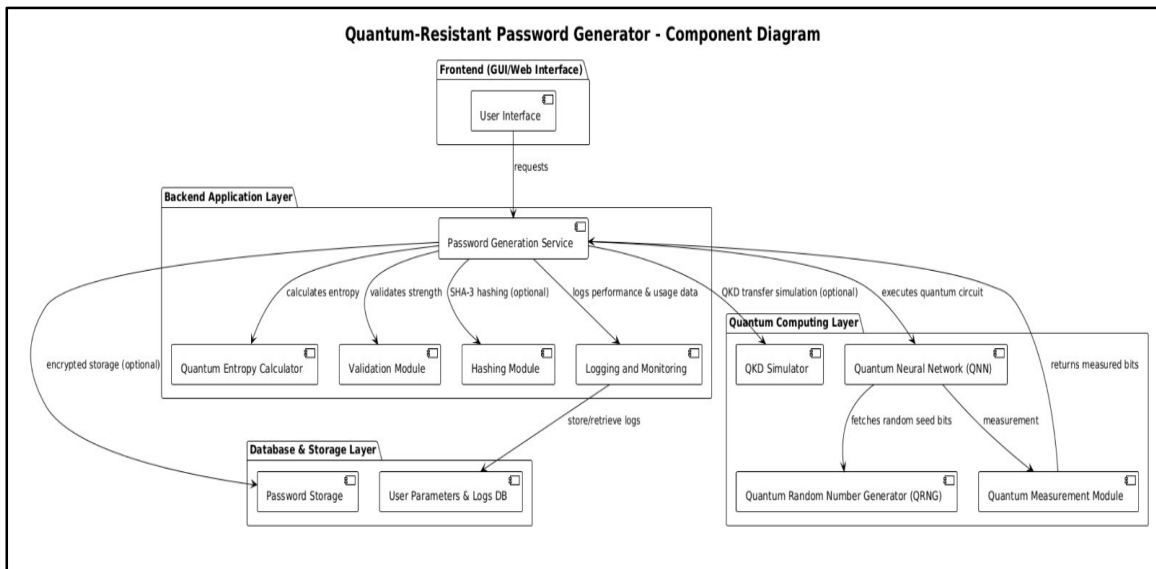 Quantum-Resistant Password Generator - Component Diagram
Frontend (GUI/Web Interface)
User Interface
requests
Backend Application Layer
Password Generation Service
calculates entropy
validates strength
SHA-3 hashing (optional)
logs performance & usage data
QKD transfer simulation (optional)
executes quantum circuit
Quantum Computing Layer
encrypted storage (optional)
Quantum Entropy Calculator
Validation Module
Hashing Module
Logging and Monitoring
QKD Simulator
Quantum Neural Network (QNN)
returns measured bits
store/retrieve logs
fetches random seed bits
measurement
Database & Storage Layer
Password Storage
User Parameters & Logs DB
Quantum Random Number Generator (QRNG)
Quantum Measurement Module